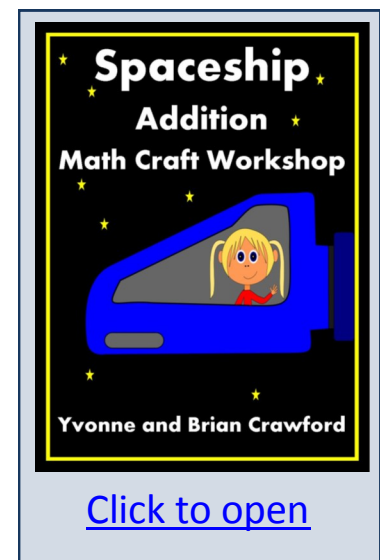 Spaceship
Addition
Math Craft Workshop
Yvonne and Brian Crawford
Click to open